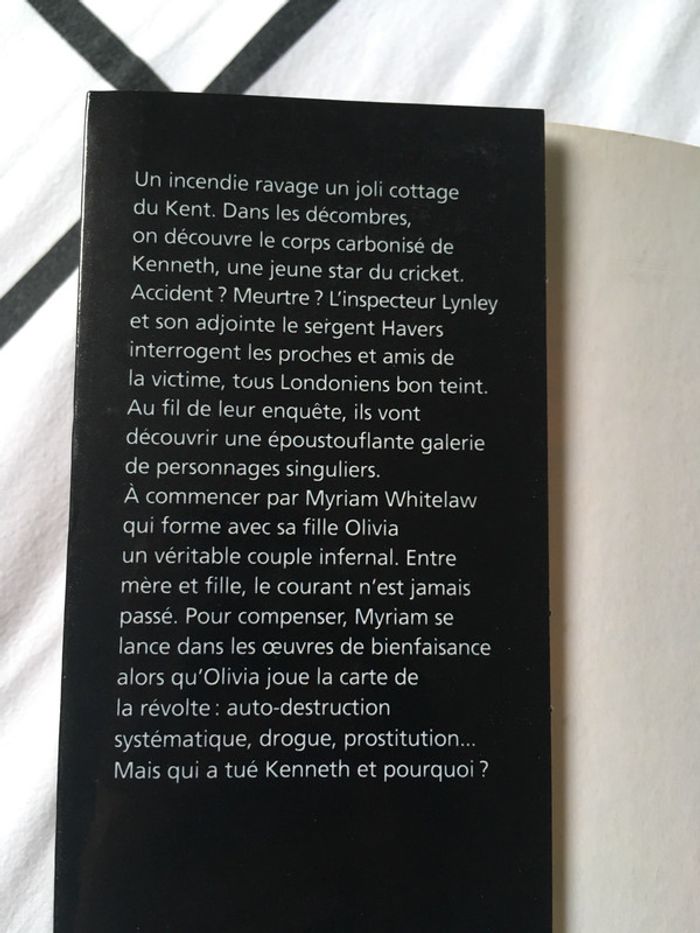 Un incendie ravage un joli cottage
du Kent. Dans les décombres,
on découvre le corps carbonisé de
Kenneth, une jeune star du cricket.
Accident ? Meurtre ? L'inspecteur Lynley
et son adjointe le sergent Havers
interrogent les proches et amis de
la victime, tous Londoniens bon teint.
Au fil de leur enquête, ils vont
découvrir une époustouflante galerie
de personnages singuliers.
À commencer par Myriam Whitelaw
qui forme avec sa fille Olivia
un véritable couple infernal. Entre
mère et fille, le courant n'est jamais
passé. Pour compenser, Myriam se
lance dans les œuvres de bienfaisance
alors qu'Olivia joue la carte de
la révolte : auto-destruction
systématique, drogue, prostitution...
Mais qui a tué Kenneth et pourquoi ?